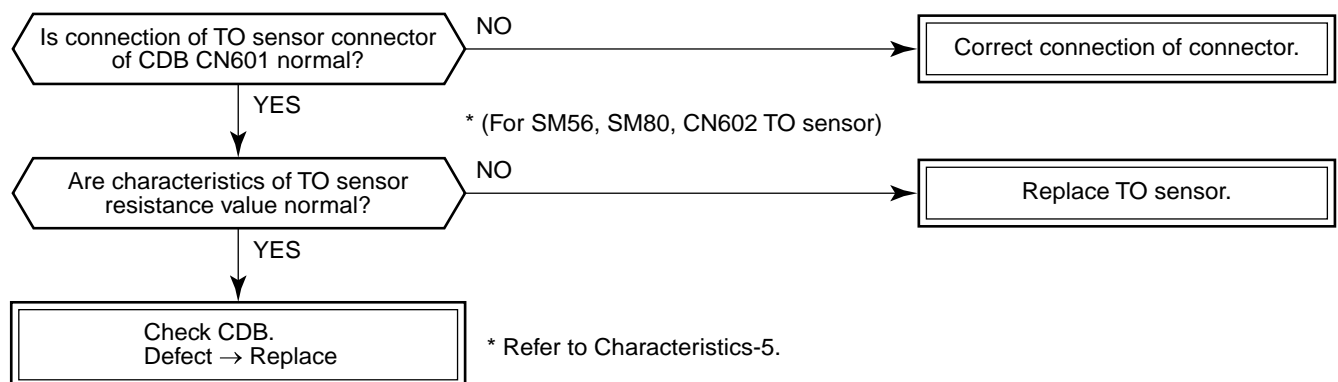 Is connection of TO sensor connector
of CDB CN601 normal?
NO
Correct connection of connector.
YES
* (For SM56, SM80, CN602 TO sensor)
Are characteristics of TO sensor
resistance value normal?
NO
Replace TO sensor.
YES
Check CDB.
Defect → Replace
* Refer to Characteristics-5.